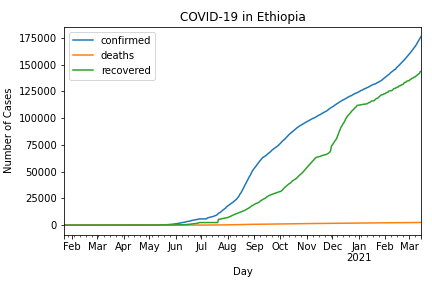 COVID-19 in Ethiopia
confirmed
deaths
recovered
Number of Cases
175000
150000
125000
100000
75000
50000
25000
0
Feb Mar Apr May Jun Jul Aug Sep Oct Nov Dec Jan Feb Mar
2021
Day